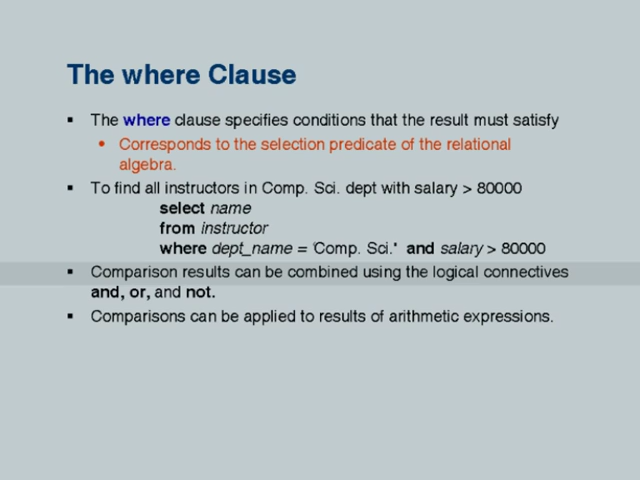 The where Clause
▪ The where clause specifies conditions that the result must satisfy
• Corresponds to the selection predicate of the relational
algebra.
▪ To find all instructors in Comp. Sci. dept with salary > 80000
select name
from instructor
where dept_name = 'Comp. Sci.' and salary > 80000
▪ Comparison results can be combined using the logical connectives
and, or, and not.
▪ Comparisons can be applied to results of arithmetic expressions.